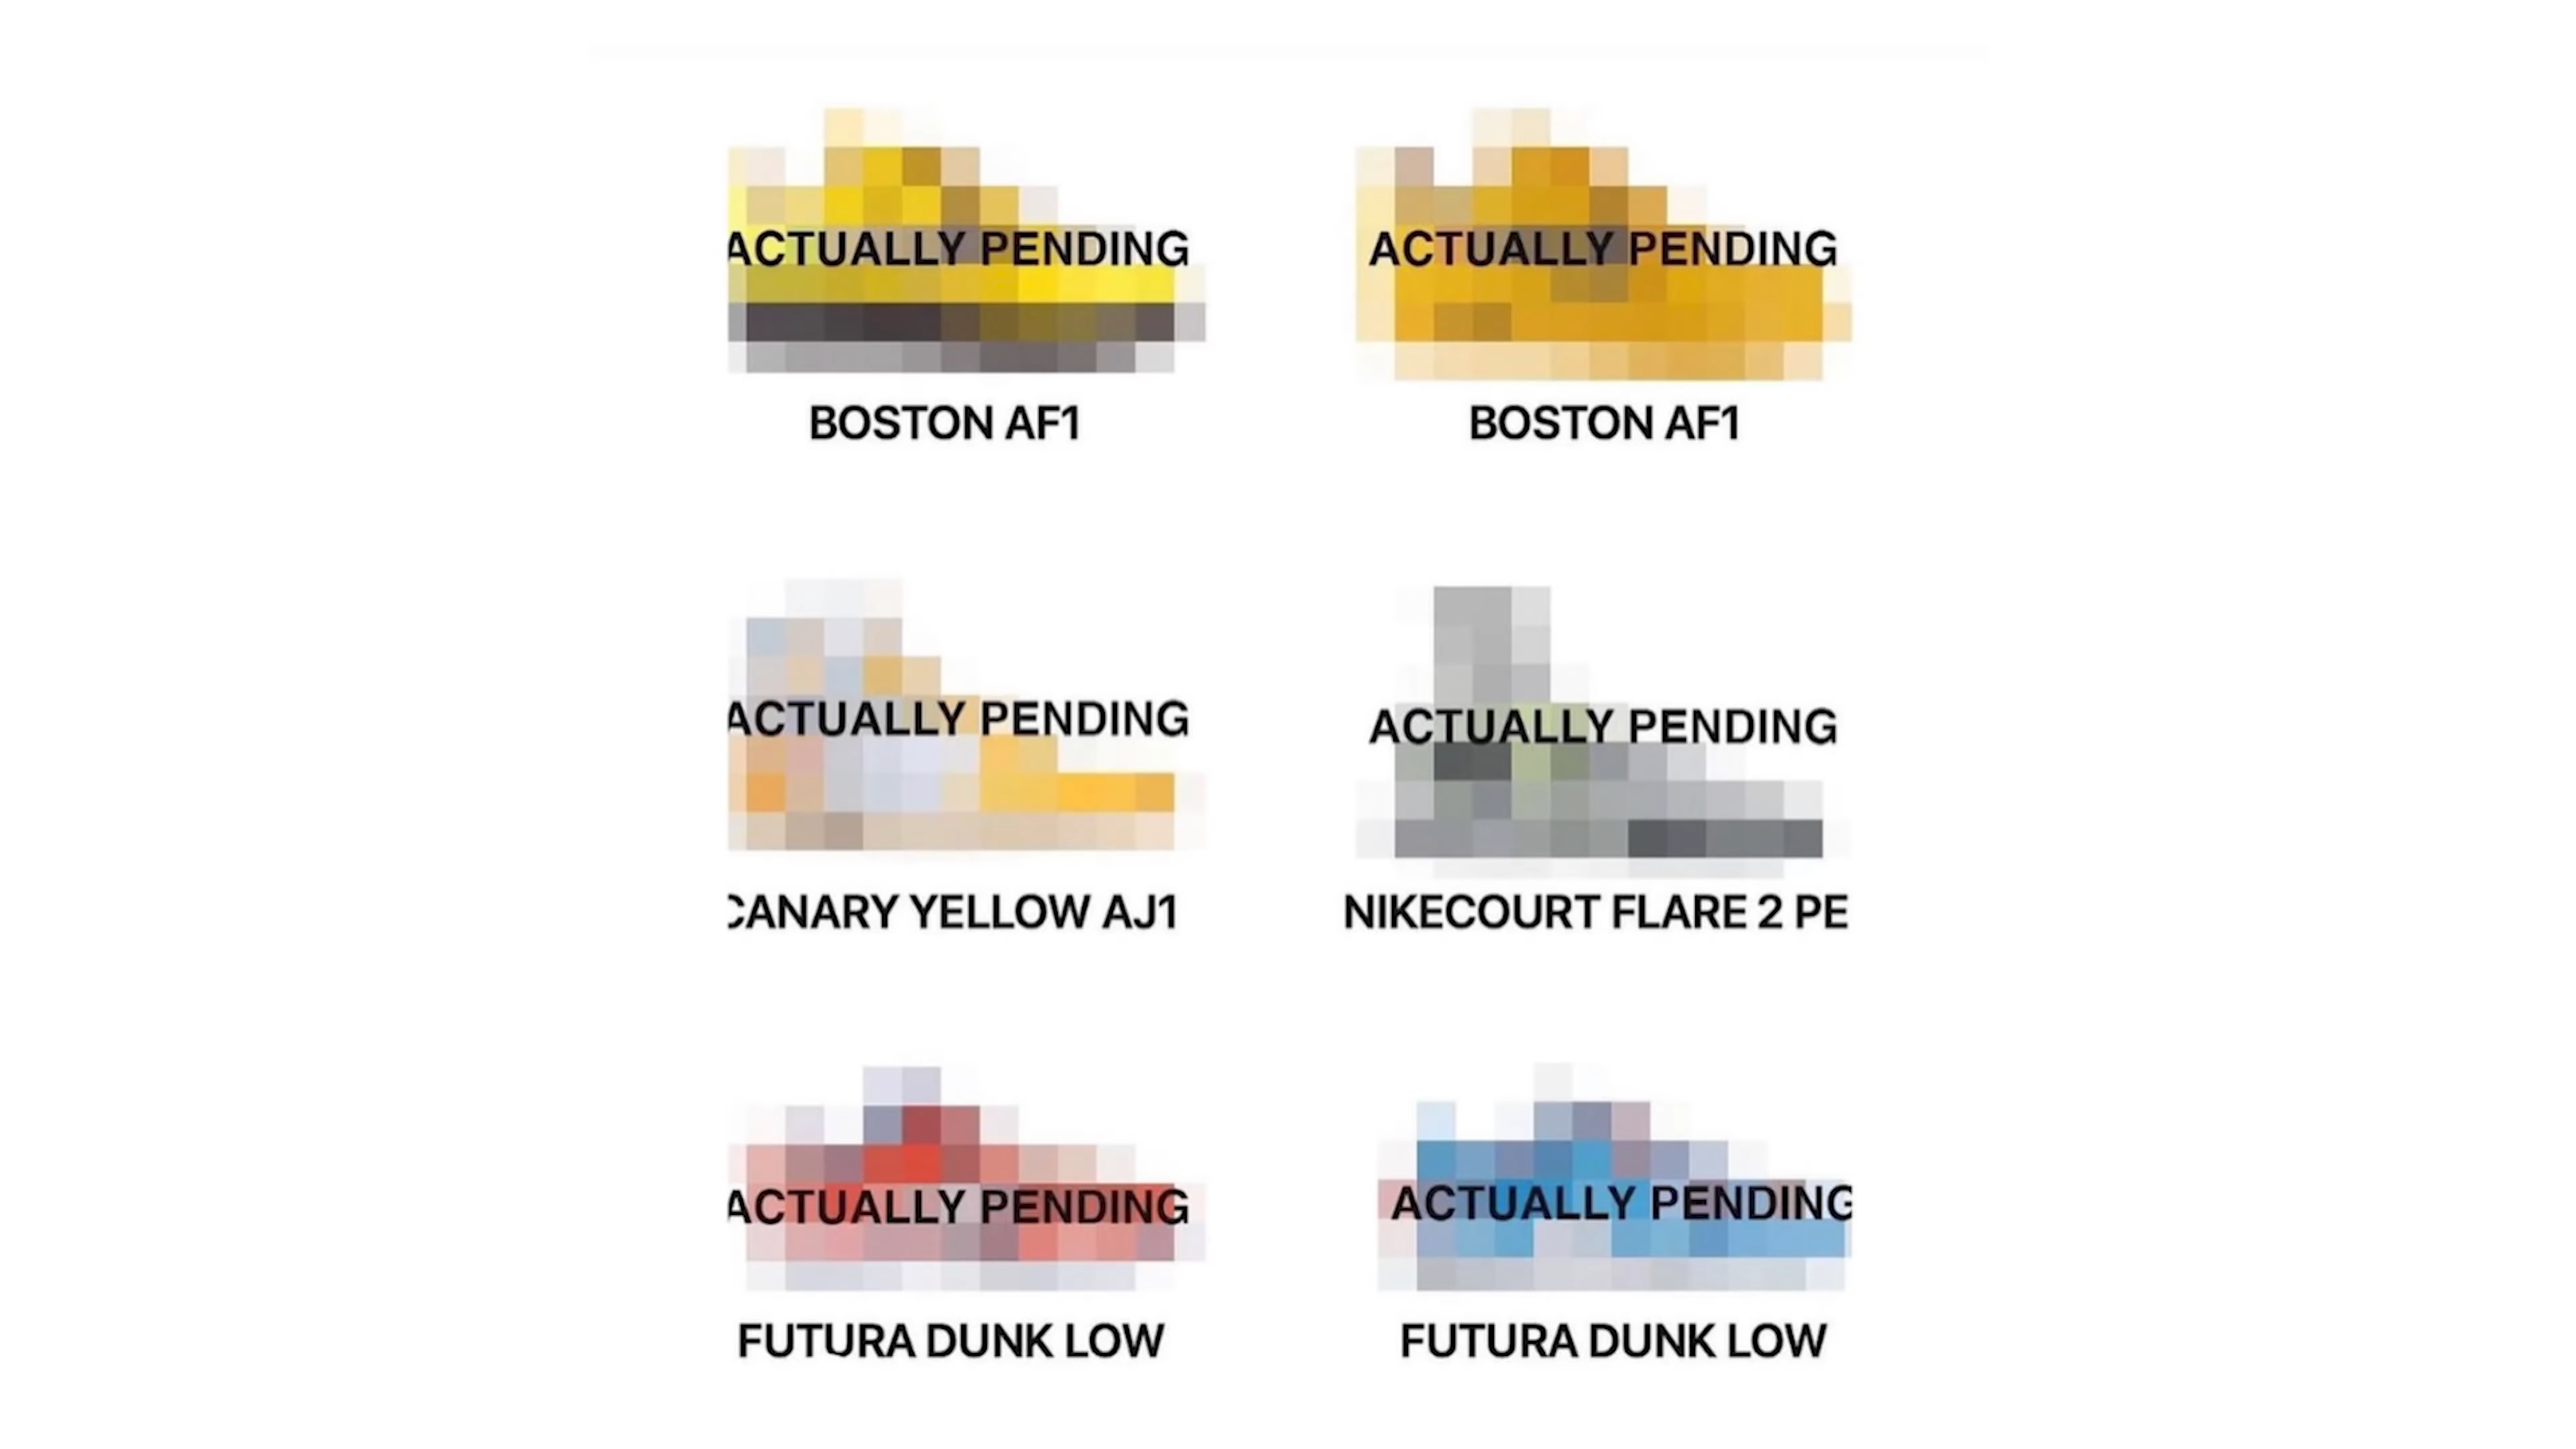 ACTUALLY PENDING
ACTUALLY PENDING
BOSTON AF1
BOSTON AF1
ACTUALLY PENDING
ACTUALLY PENDING
CANARY YELLOW AJ1
NIKECOURT FLARE 2 PE
ACTUALLY PENDING
ACTUALLY PENDING
FUTURA DUNK LOW
FUTURA DUNK LOW